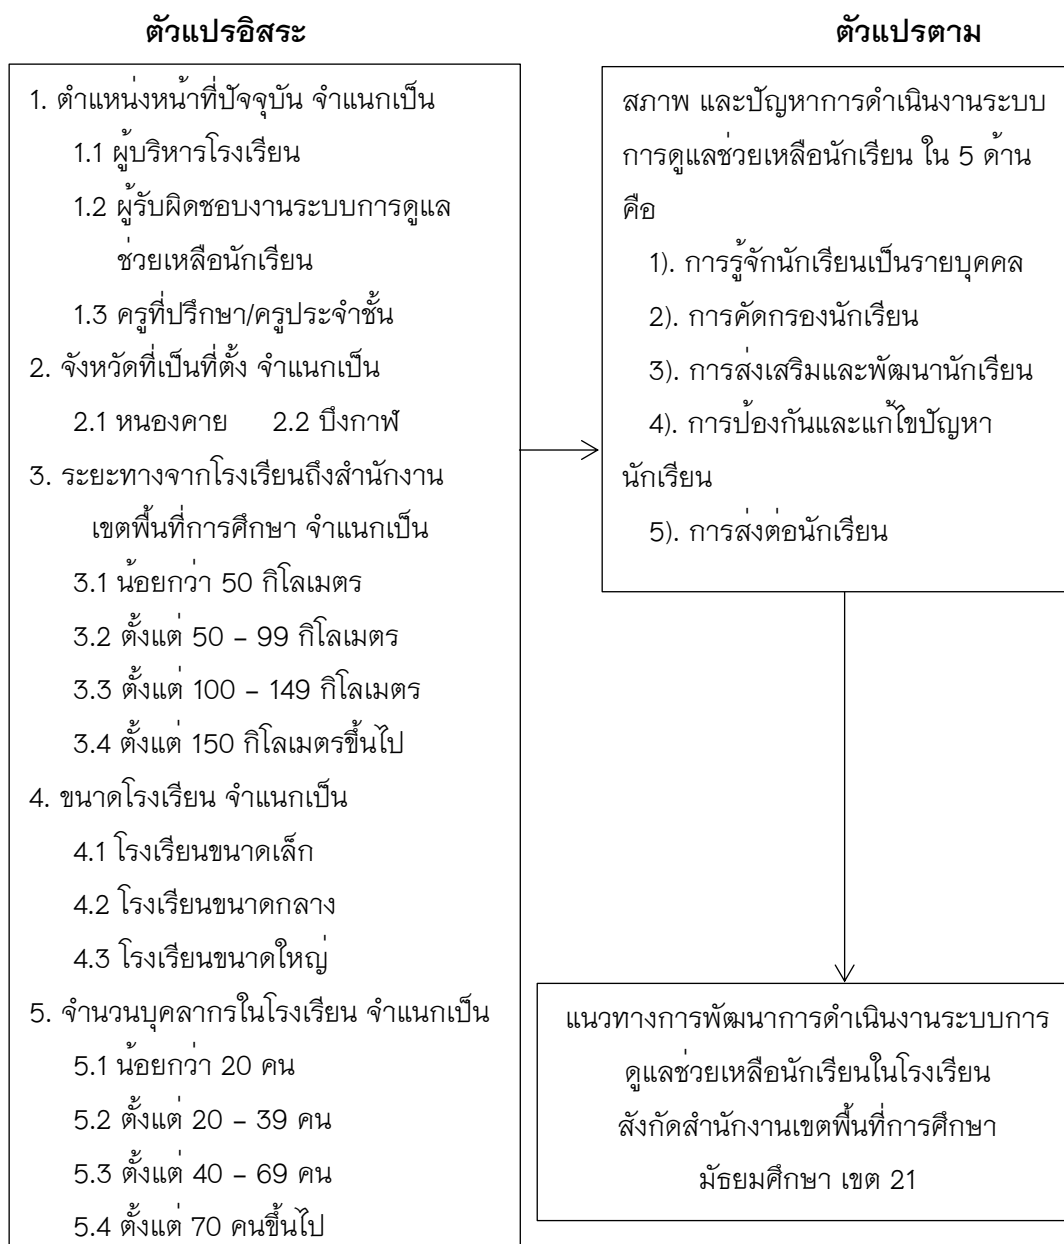 ตัวแปรอิสระ
1. ตำแหน่งหน้าที่ปัจจุบัน จำแนกเป็น
1.1 ผู้บริหารโรงเรียน
1.2 ผู้รับผิดชอบงานระบบการดูแล
ช่วยเหลือนักเรียน
1.3 ครูที่ปรึกษา/ครูประจำชั้น
2. จังหวัดที่เป็นที่ตั้ง จำแนกเป็น
2.1 หนองคาย 2.2 บึงกาฬ
3. ระยะทางจากโรงเรียนถึงสำนักงาน
เขตพื้นที่การศึกษา จำแนกเป็น
3.1 น้อยกว่า 50 กิโลเมตร
3.2 ตั้งแต่ 50 – 99 กิโลเมตร
3.3 ตั้งแต่ 100 – 149 กิโลเมตร
3.4 ตั้งแต่ 150 กิโลเมตรขึ้นไป
4. ขนาดโรงเรียน จำแนกเป็น
4.1 โรงเรียนขนาดเล็ก
4.2 โรงเรียนขนาดกลาง
4.3 โรงเรียนขนาดใหญ่
5. จำนวนบุคลากรในโรงเรียน จำแนกเป็น
5.1 น้อยกว่า 20 คน
5.2 ตั้งแต่ 20 – 39 คน
5.3 ตั้งแต่ 40 – 69 คน
5.4 ตั้งแต่ 70 คนขึ้นไป
ตัวแปรตาม
สภาพ และปัญหาการดำเนินงานระบบ
การดูแลช่วยเหลือนักเรียน ใน 5 ด้าน
คือ
1). การรู้จักนักเรียนเป็นรายบุคคล
2). การคัดกรองนักเรียน
3). การส่งเสริมและพัฒนานักเรียน
4). การป้องกันและแก้ไขปัญหา
นักเรียน
5). การส่งต่อนักเรียน
แนวทางการพัฒนาการดำเนินงานระบบการ
ดูแลช่วยเหลือนักเรียนในโรงเรียน
สังกัดสำนักงานเขตพื้นที่การศึกษา
มัธยมศึกษา เขต 21